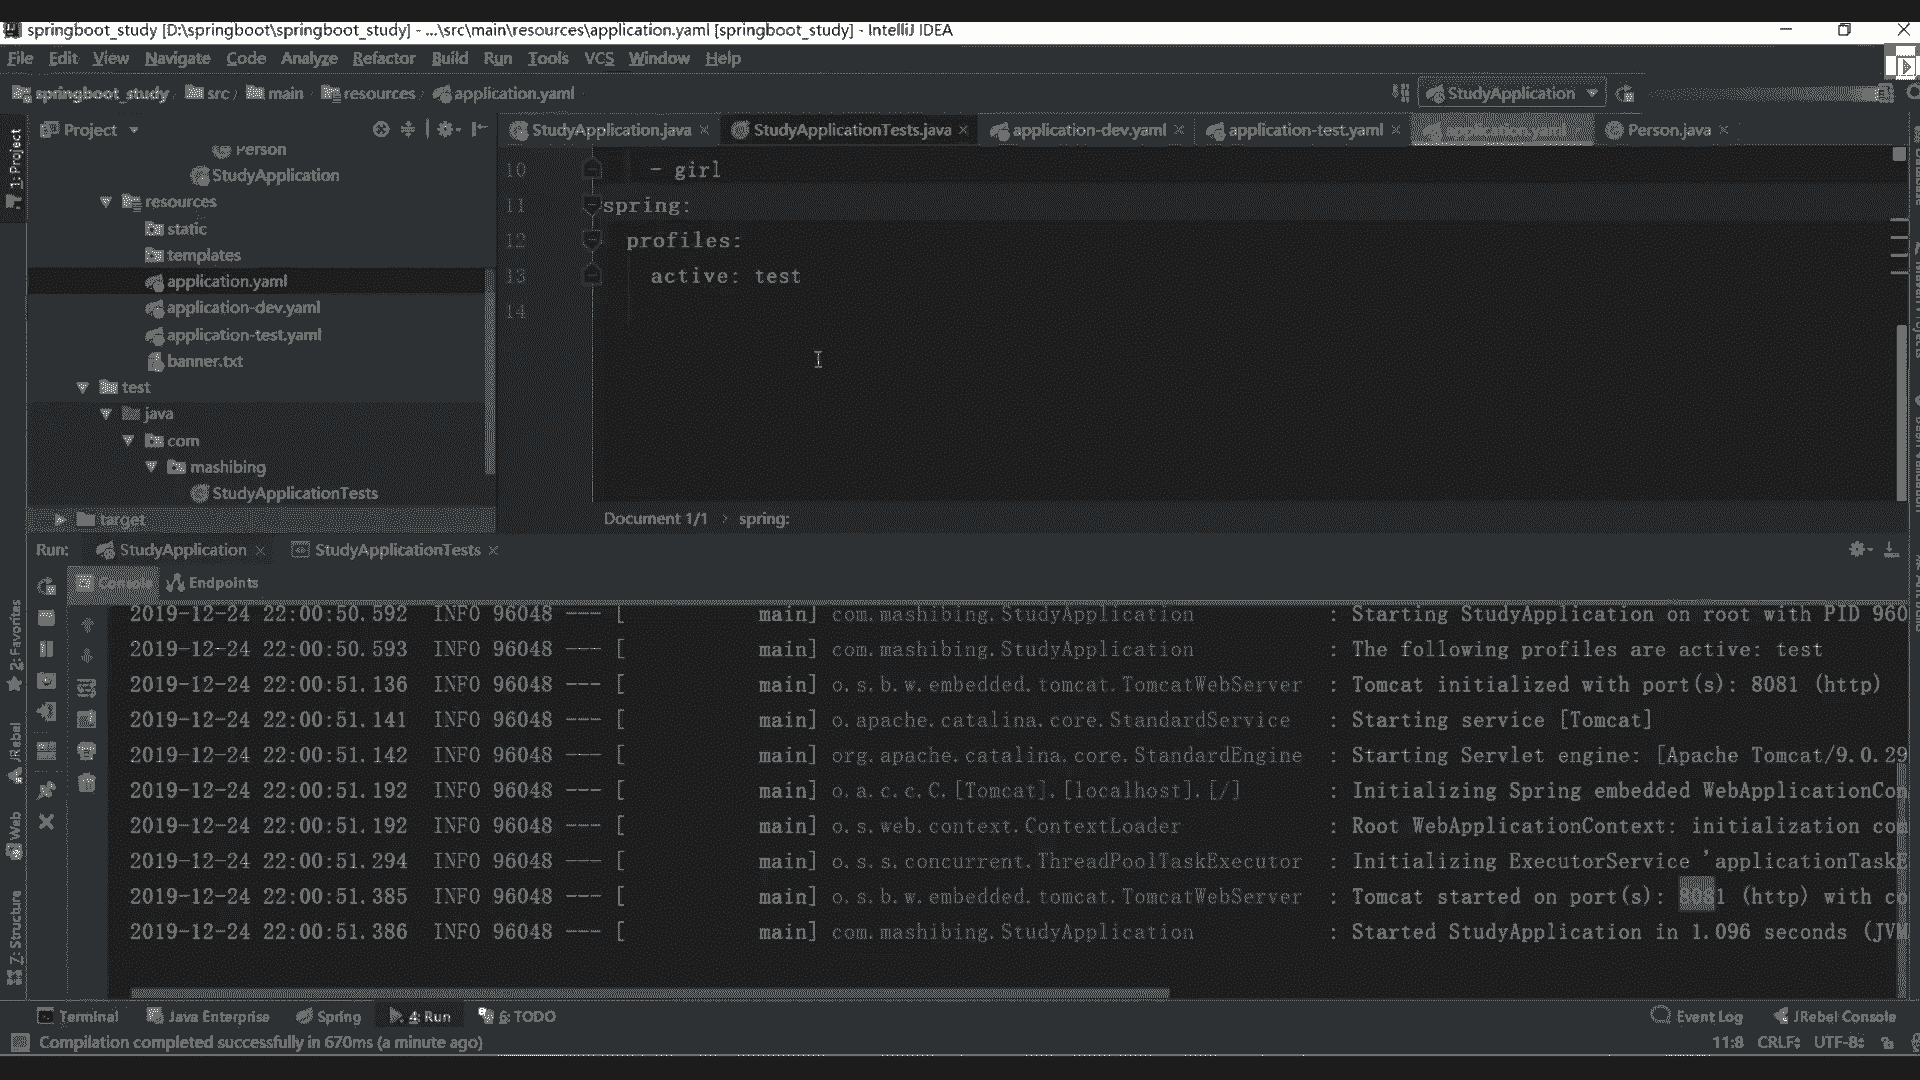 springboot_study [D:\springboot\springboot_study] - ...\src\main\resources\application.yaml [springboot_study] - IntelliJ IDEA
File Edit View Navigate Code Analyze Refactor Build Run Tools VCS Window Help
springboot_study src main resources application.yaml StudyApplication
1: Project
Project
StudyApplication.java StudyApplicationTests.java application-dev.yaml application-test.yaml application.yaml Person.java
Person
StudyApplication
resources
static
templates
application.yaml
application-dev.yaml
application-test.yaml
banner.txt
test
java
com
mashibing
StudyApplicationTests
target
10 - girl
11 spring:
12 profiles:
13 active: test
14
Document 1/1 › spring:
Run: StudyApplication StudyApplicationTests
Console Endpoints
2019-12-24 22:00:50.592 INFO 96048 --- [ main] com.mashibing.StudyApplication : Starting StudyApplication on root with PID 960
2019-12-24 22:00:50.593 INFO 96048 --- [ main] com.mashibing.StudyApplication : The following profiles are active: test
2019-12-24 22:00:51.136 INFO 96048 --- [ main] o.s.b.w.embedded.tomcat.TomcatWebServer : Tomcat initialized with port(s): 8081 (http)
2019-12-24 22:00:51.141 INFO 96048 --- [ main] o.apache.catalina.core.StandardService : Starting service [Tomcat]
2019-12-24 22:00:51.142 INFO 96048 --- [ main] org.apache.catalina.core.StandardEngine : Starting Servlet engine: [Apache Tomcat/9.0.29
2019-12-24 22:00:51.192 INFO 96048 --- [ main] o.a.c.c.C.[Tomcat].[localhost].[/] : Initializing Spring embedded WebApplicationCon
2019-12-24 22:00:51.192 INFO 96048 --- [ main] o.s.web.context.ContextLoader : Root WebApplicationContext: initialization com
2019-12-24 22:00:51.294 INFO 96048 --- [ main] o.s.s.concurrent.ThreadPoolTaskExecutor : Initializing ExecutorService 'applicationTaskE
2019-12-24 22:00:51.385 INFO 96048 --- [ main] o.s.b.w.embedded.tomcat.TomcatWebServer : Tomcat started on port(s): 8081 (http) with co
2019-12-24 22:00:51.386 INFO 96048 --- [ main] com.mashibing.StudyApplication : Started StudyApplication in 1.096 seconds (JVM
2: Favorites
JRebel
Web
7: Structure
Terminal Java Enterprise Spring 4: Run 6: TODO Event Log JRebel Console
Compilation completed successfully in 670ms (a minute ago) 11:8 CRLF UTF-8